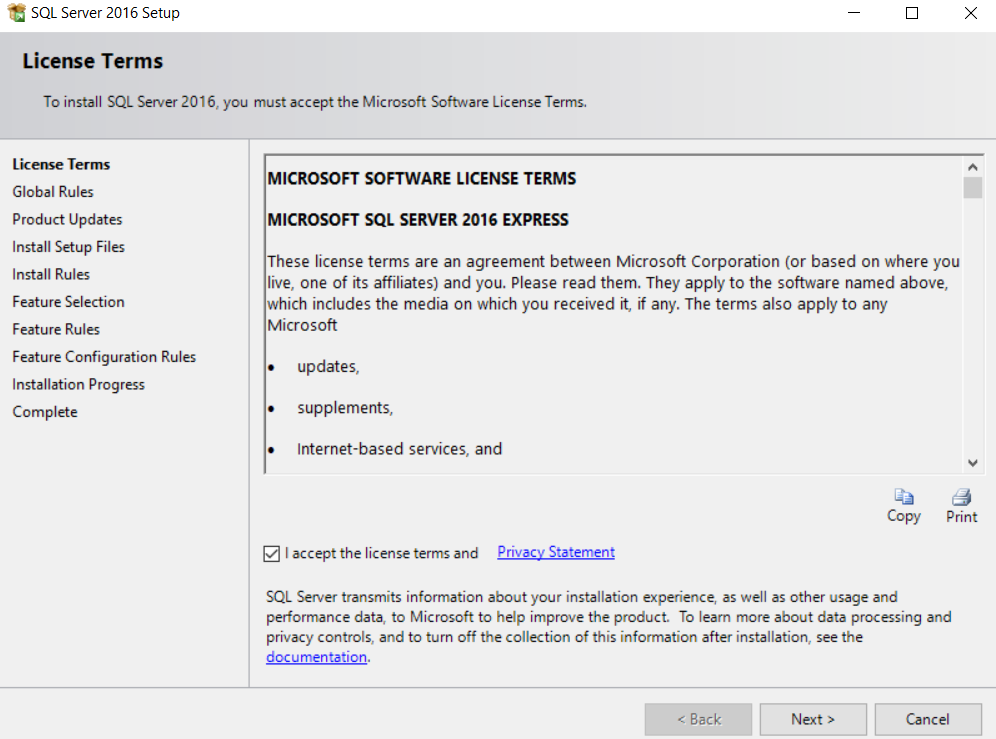 SQL Server 2016 Setup
License Terms
To install SQL Server 2016, you must accept the Microsoft Software License Terms.
License Terms
Global Rules
Product Updates
Install Setup Files
Install Rules
Feature Selection
Feature Rules
Feature Configuration Rules
Installation Progress
Complete
MICROSOFT SOFTWARE LICENSE TERMS
MICROSOFT SQL SERVER 2016 EXPRESS
These license terms are an agreement between Microsoft Corporation (or based on where you
live, one of its affiliates) and you. Please read them. They apply to the software named above,
which includes the media on which you received it, if any. The terms also apply to any
Microsoft
• updates,
• supplements,
• Internet-based services, and
Copy
Print
I accept the license terms and Privacy Statement
SQL Server transmits information about your installation experience, as well as other usage and
performance data, to Microsoft to help improve the product. To learn more about data processing and
privacy controls, and to turn off the collection of this information after installation, see the
documentation.
< Back
Next >
Cancel